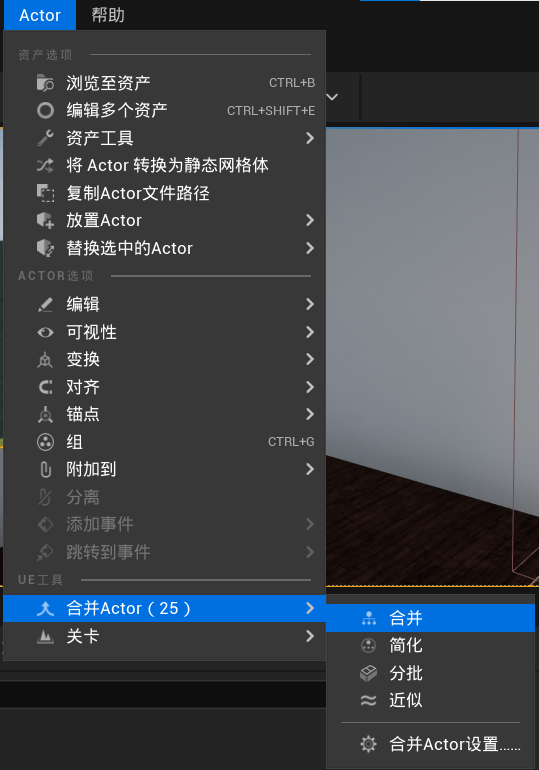 Actor 帮助
资产选项
浏览至资产 CTRL+B
编辑多个资产 CTRL+SHIFT+E
资产工具
将 Actor 转换为静态网格体
复制Actor文件路径
放置Actor
替换选中的Actor
ACTOR选项
编辑
可视性
变换
对齐
锚点
组 CTRL+G
附加到
分离
添加事件
跳转到事件
UE工具
合并Actor（25）
合并
关卡
简化
分批
近似
合并Actor设置......